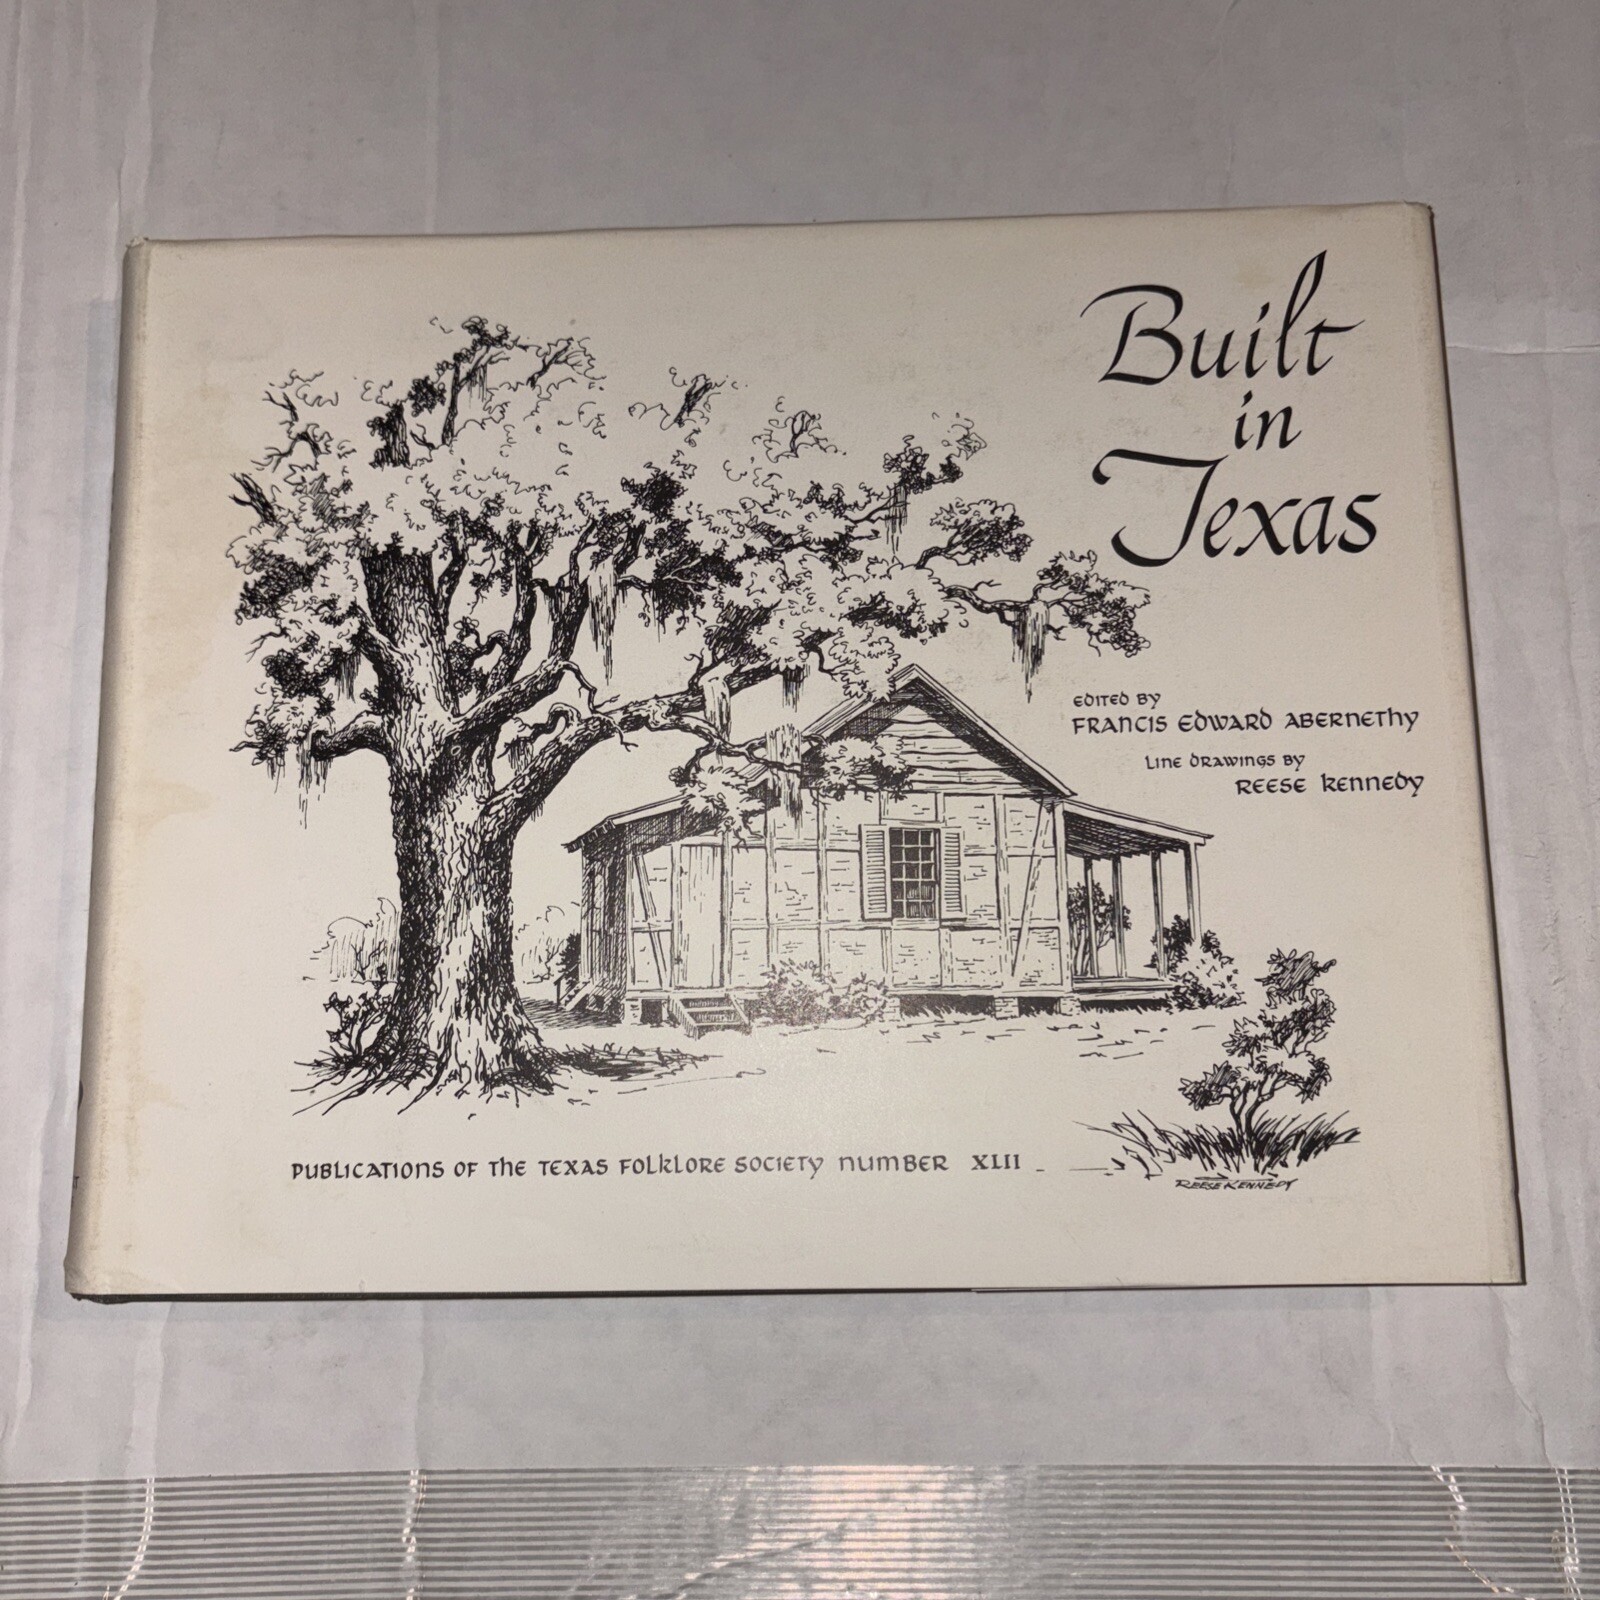 Built
in
Texas
EDITED BY
FRANCIS EDWARD ABERNETHY
LINE DRAWINGS BY
REESE KENNEDY
PUBLICATIONS OF THE TEXAS FOLKLORE SOCIETY NUMBER XLII
REESE KENNEDY